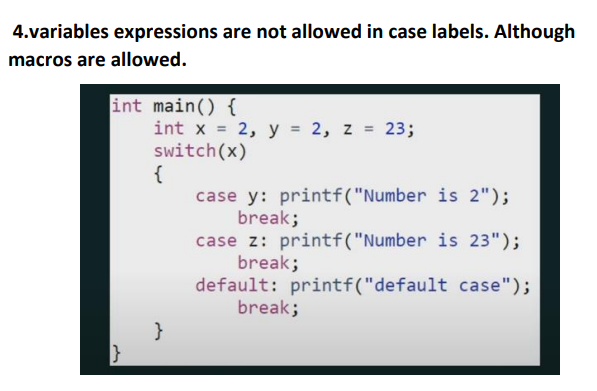 4.variables expressions are not allowed in case labels. Although
macros are allowed.
int main() {
int x = 2, y = 2, z = 23;
switch(x)
{
case y: printf("Number is 2");
break;
case z: printf("Number is 23");
break;
default: printf("default case");
break;
}
}